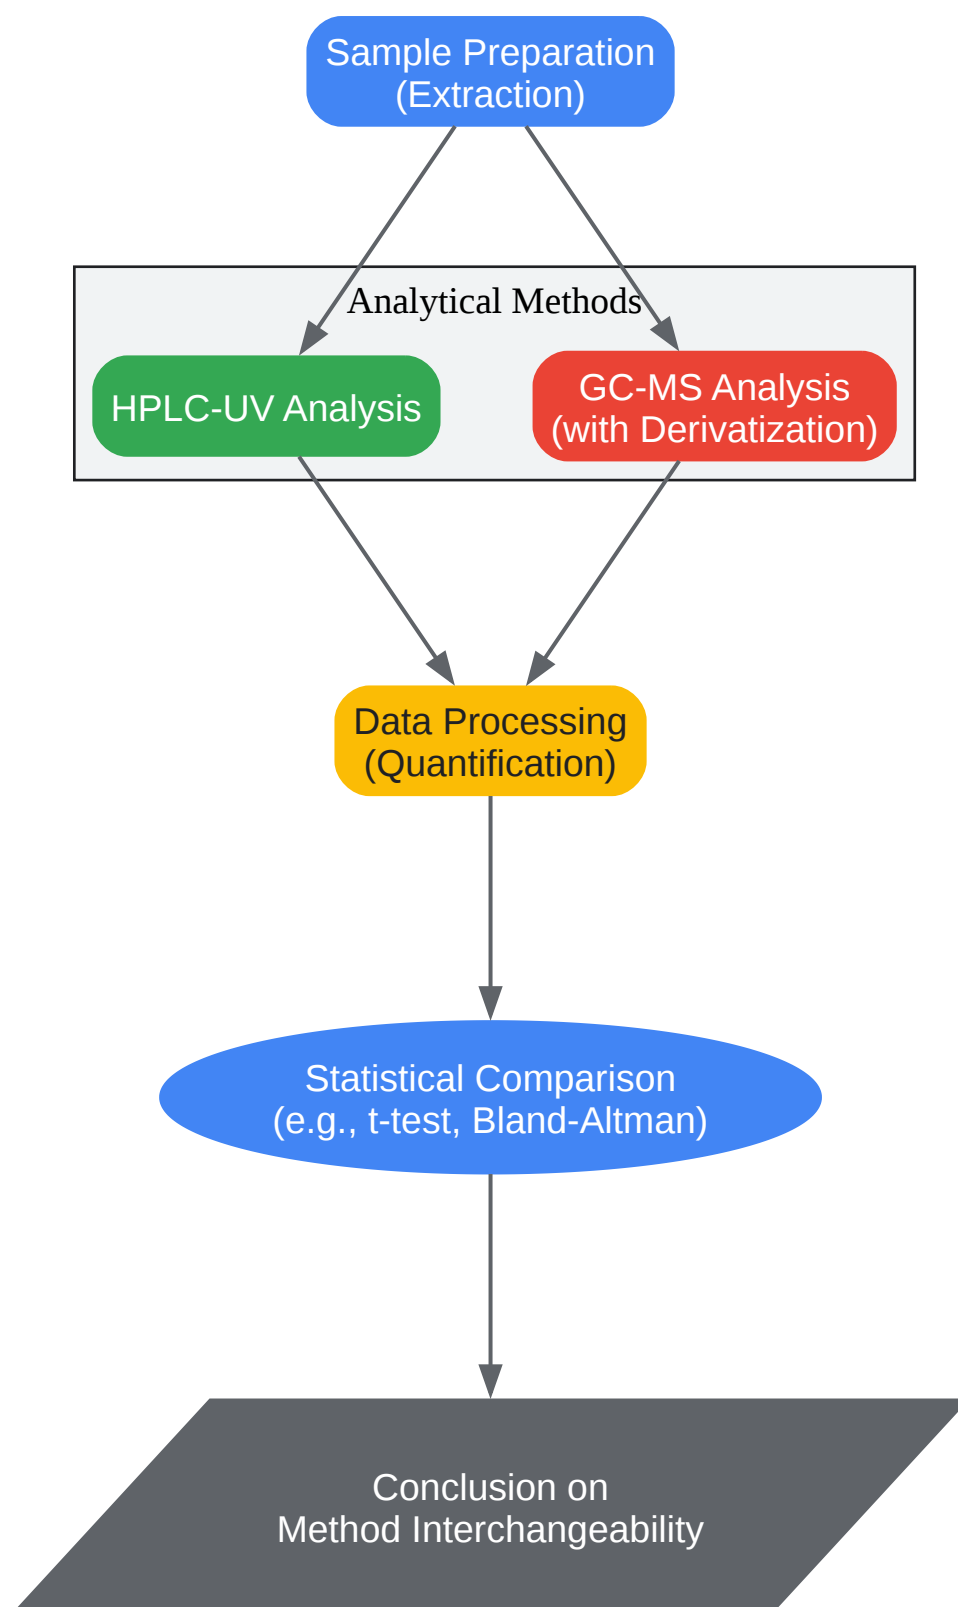 Sample Preparation
(Extraction)
Analytical Methods
HPLC-UV Analysis
GC-MS Analysis
(with Derivatization)
Data Processing
(Quantification)
Statistical Comparison
(e.g., t-test, Bland-Altman)
Conclusion on
Method Interchangeability